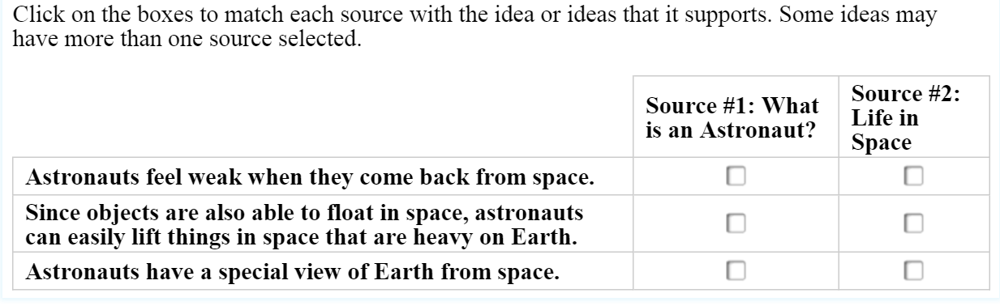 Click on the boxes to match each source with the idea or ideas that it supports. Some ideas may
have more than one source selected.
Source #1: What
is an Astronaut?
Source #2:
Life in
Space
Astronauts feel weak when they come back from space.
Since objects are also able to float in space, astronauts
can easily lift things in space that are heavy on Earth.
Astronauts have a special view of Earth from space.